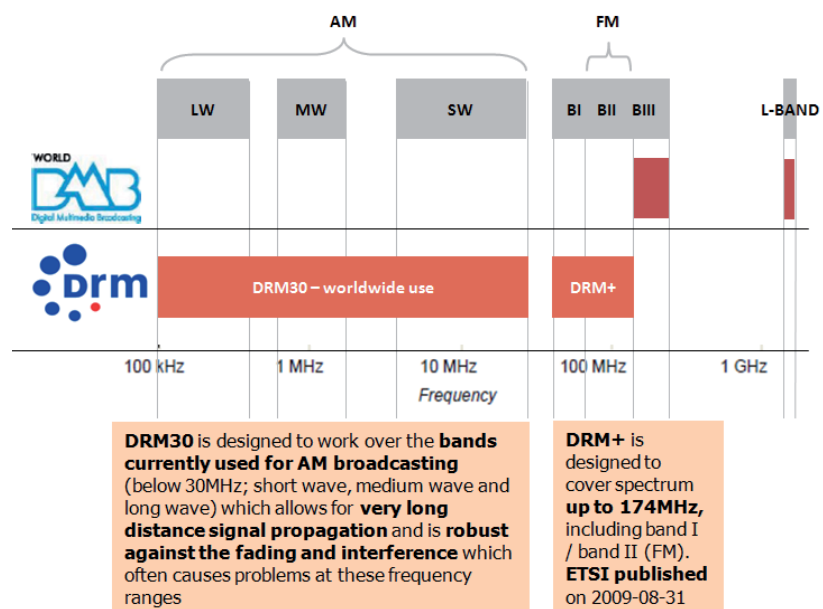 AM
FM
LW
MW
SW
BI
BII
BIII
L-BAND
WORLD
DMB
Digital Multimedia Broadcasting
Drm
DRM30 – worldwide use
DRM+
100 kHz
1 MHz
10 MHz
100 MHz
1 GHz
Frequency
DRM30 is designed to work over the bands
currently used for AM broadcasting
(below 30MHz; short wave, medium wave and
long wave) which allows for very long
distance signal propagation and is robust
against the fading and interference which
often causes problems at these frequency
ranges
DRM+ is
designed to
cover spectrum
up to 174MHz,
including band I
/ band II (FM).
ETSI published
on 2009-08-31